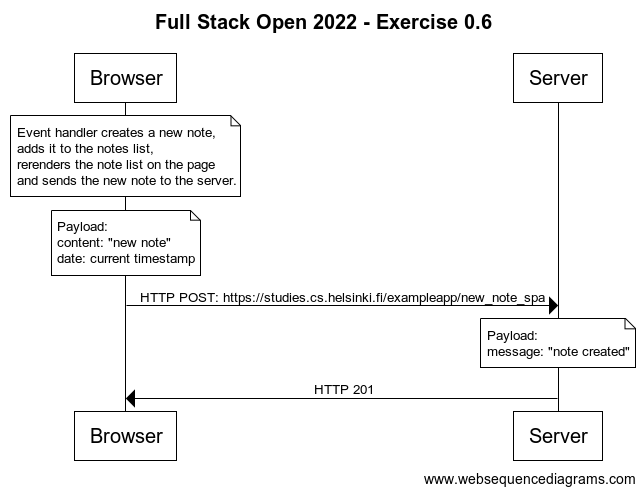 Full Stack Open 2022 - Exercise 0.6
Browser
Server
Event handler creates a new note,
adds it to the notes list,
rerenders the note list on the page
and sends the new note to the server.
Payload:
content: "new note"
date: current timestamp
HTTP POST: https://studies.cs.helsinki.fi/exampleapp/new_note_spa
Payload:
message: "note created"
HTTP 201
Browser
Server
www.websequencediagrams.com